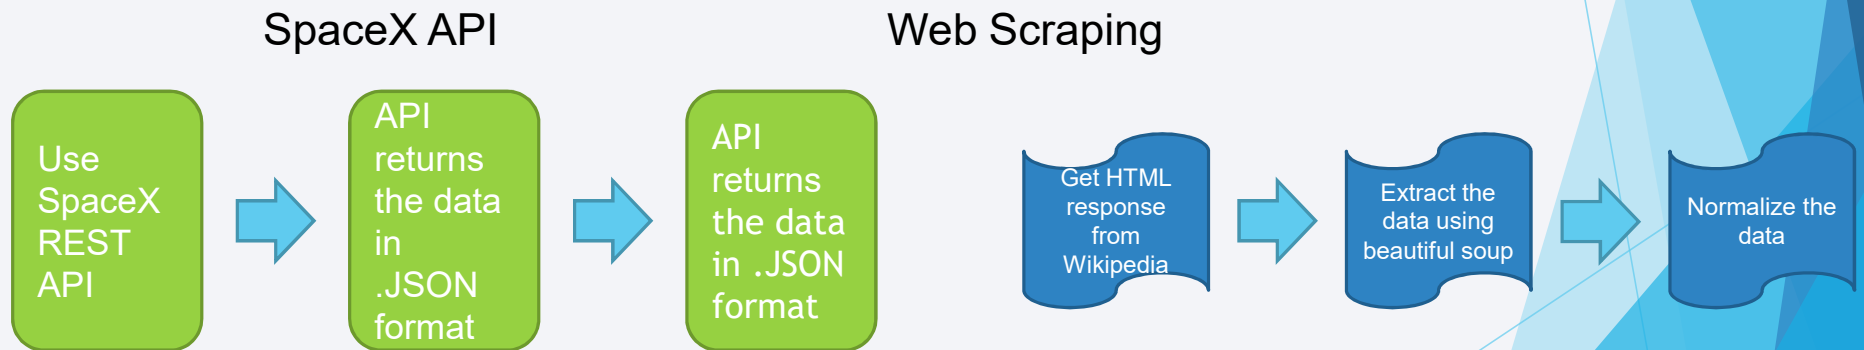 SpaceX API
Web Scraping
Use
SpaceX
REST
API
API
returns
the data
in
.JSON
format
API
returns
the data
in .JSON
format
Get HTML
response
from
Wikipedia
Extract the
data using
beautiful soup
Normalize the
data